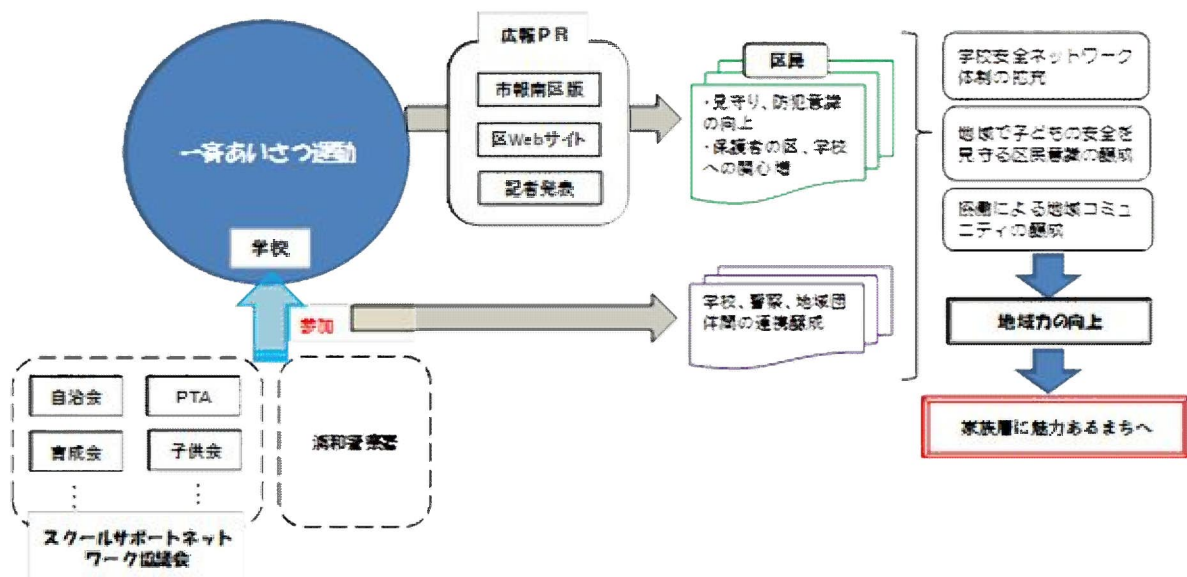 一斉あいさつ運動
学校
参加
自治会
PTA
育成会
子供会
スクールサポートネット
ワーク協議会
浦和警察署
広報PR
市報南区版
区Webサイト
記者発表
区民
・見守り、防犯意識
の向上
・保護者の区、学校
への関心増
学校、警察、地域団
体間の連携醸成
学校安全ネットワーク
体制の拡充
地域で子どもの安全を
見守る区民意識の醸成
協働による地域コミュ
ニティの醸成
地域力の向上
家族層に魅力あるまちへ